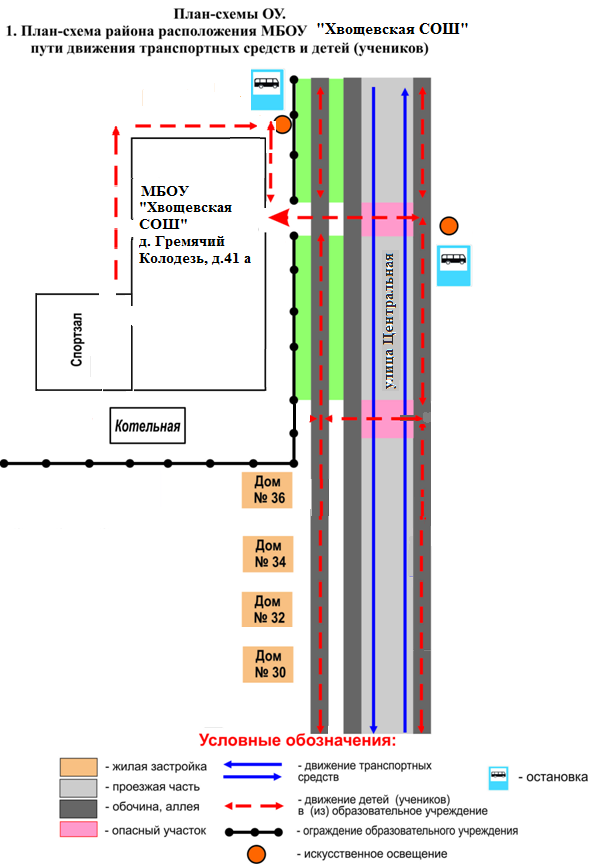 План-схемы ОУ.
1. План-схема района расположения МБОУ "Хвощевская СОШ"
пути движения транспортных средств и детей (учеников)
МБОУ
"Хвощевская
СОШ"
д. Гремячий
Колодезь, д.41 а
Спортзал
Котельная
улица Центральная
Дом
№ 36
Дом
№ 34
Дом
№ 32
Дом
№ 30
Условные обозначения:
- жилая застройка
- проезжая часть
- обочина, аллея
- опасный участок
- движение транспортных
средств
- движение детей (учеников)
в (из) образовательное учреждение
- ограждение образовательного учреждения
- искусственное освещение
- остановка